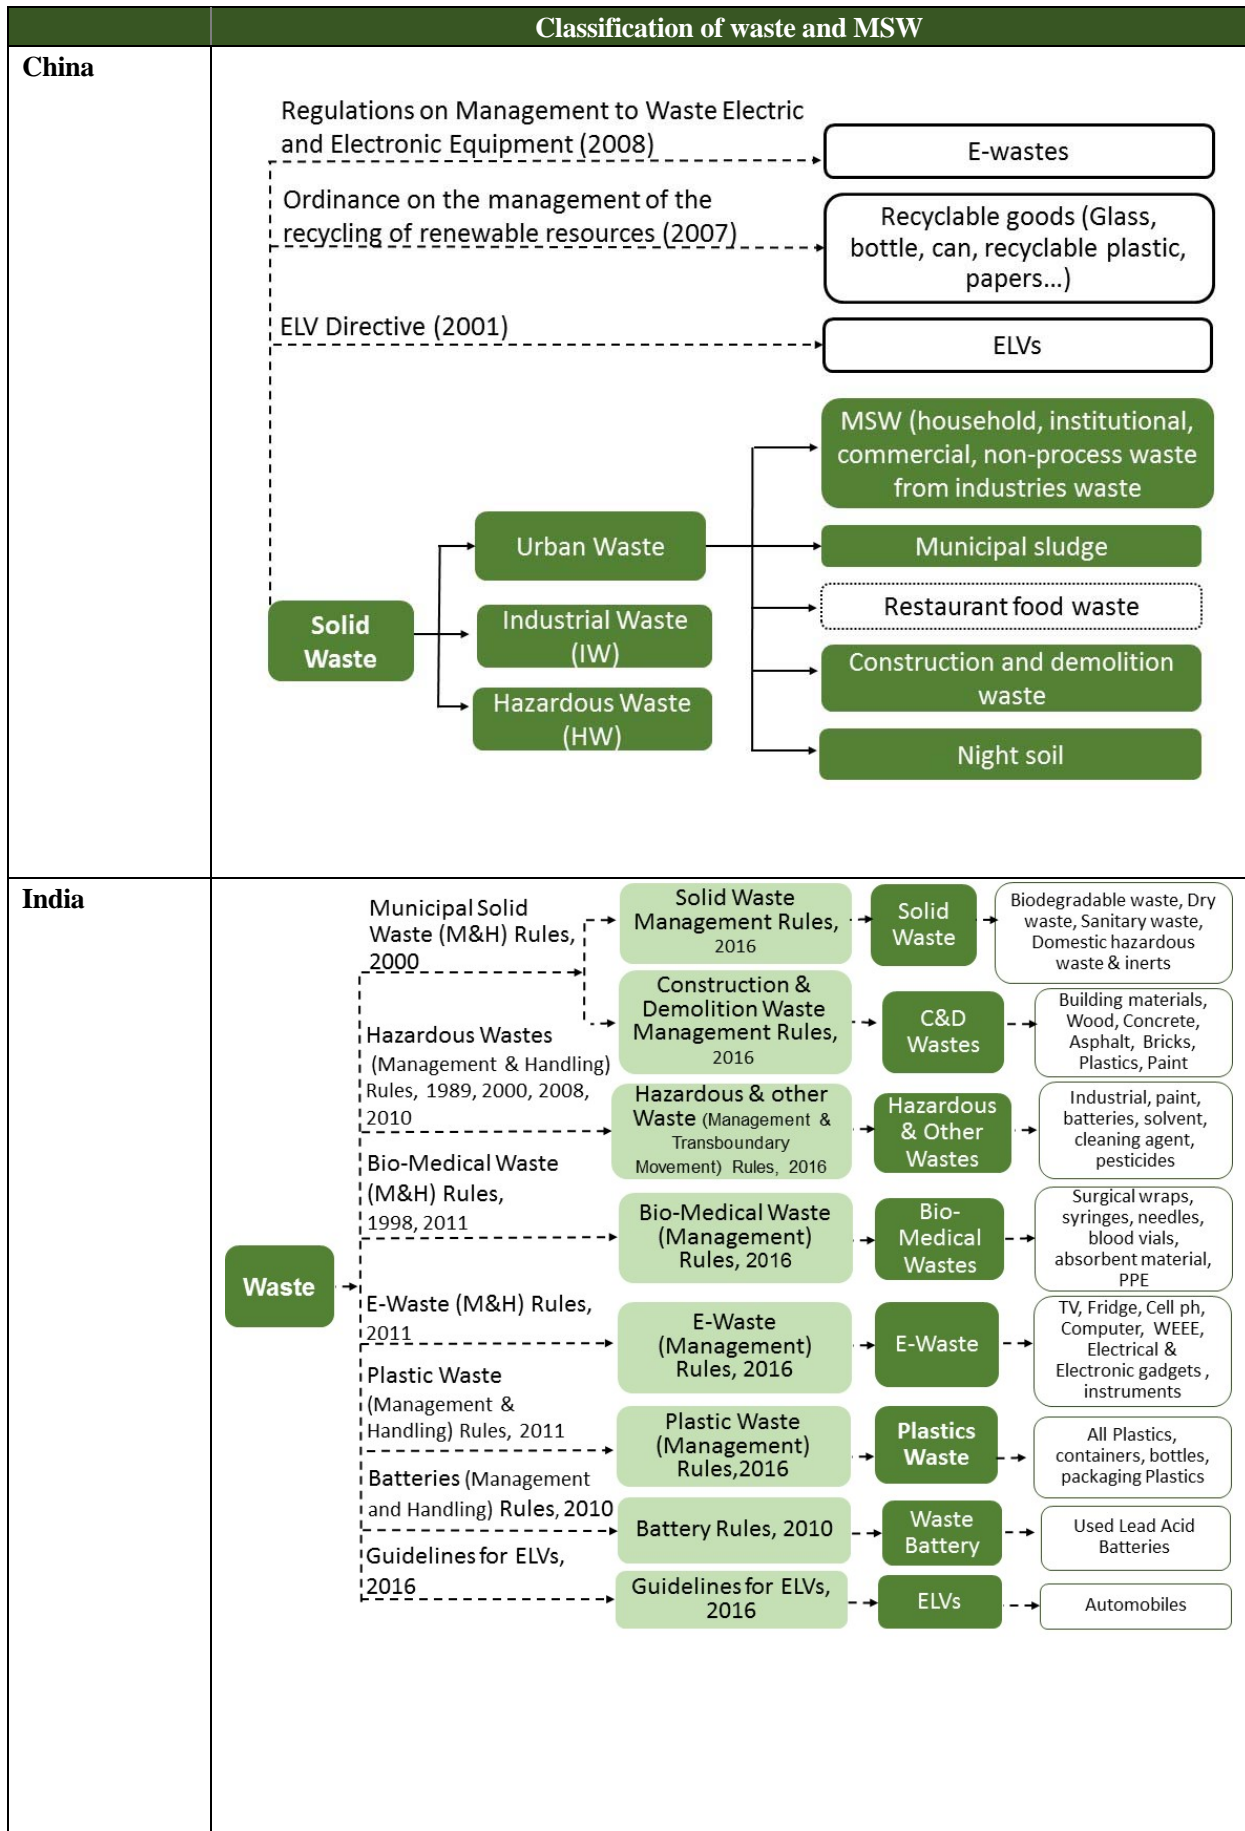 Classification of waste and MSW
China
Regulations on Management to Waste Electric
and Electronic Equipment (2008)
E-wastes
Ordinance on the management of the
recycling of renewable resources (2007)
Recyclable goods (Glass,
bottle, can, recyclable plastic,
papers...)
ELV Directive (2001)
ELVs
MSW (household, institutional,
commercial, non-process waste
from industries waste
Urban Waste
Municipal sludge
Solid
Waste
Industrial Waste
(IW)
Restaurant food waste
Construction and demolition
waste
Hazardous Waste
(HW)
Night soil
India
Municipal Solid
Waste (M&H) Rules,
2000
Solid Waste
Management Rules,
2016
Solid
Waste
Biodegradable waste, Dry
waste, Sanitary waste,
Domestic hazardous
waste & inerts
Construction &
Demolition Waste
Management Rules,
2016
C&D
Wastes
Building materials,
Wood, Concrete,
Asphalt, Bricks,
Plastics, Paint
Hazardous Wastes
(Management & Handling)
Rules, 1989, 2000, 2008,
2010
Hazardous & other
Waste (Management &
Transboundary
Movement) Rules, 2016
Hazardous
& Other
Wastes
Industrial, paint,
batteries, solvent,
cleaning agent,
pesticides
Bio-Medical Waste
(M&H) Rules,
1998, 2011
Bio-Medical Waste
(Management)
Rules, 2016
Bio-
Medical
Wastes
Surgical wraps,
syringes, needles,
blood vials,
absorbent material,
PPE
Waste
E-Waste (M&H) Rules,
2011
E-Waste
(Management)
Rules, 2016
E-Waste
TV, Fridge, Cell ph,
Computer, WEEE,
Electrical &
Electronic gadgets ,
instruments
Plastic Waste
(Management &
Handling) Rules, 2011
Plastic Waste
(Management)
Rules,2016
Plastics
Waste
All Plastics,
containers, bottles,
packaging Plastics
Batteries (Management
and Handling) Rules, 2010
Battery Rules, 2010
Waste
Battery
Used Lead Acid
Batteries
Guidelines for ELVs,
2016
Guidelines for ELVs,
2016
ELVs
Automobiles